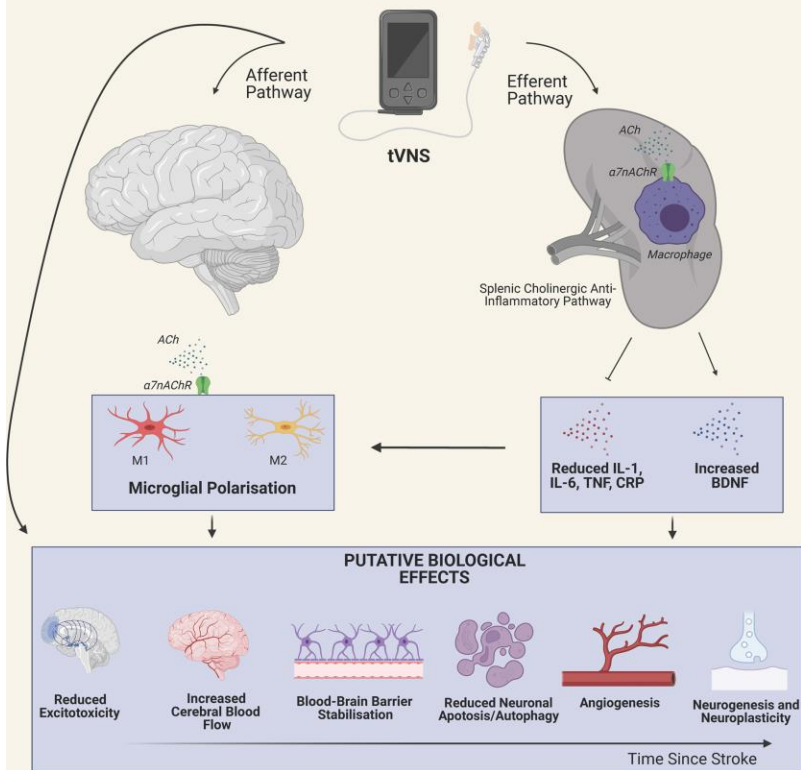 Afferent
Pathway
tVNS
Efferent
Pathway
ACh
α7nAChR
Macrophage
Splenic Cholinergic Anti-
Inflammatory Pathway
ACh
α7nAChR
M1
M2
Microglial Polarisation
Reduced IL-1,
IL-6, TNF, CRP
Increased
BDNF
PUTATIVE BIOLOGICAL
EFFECTS
Reduced
Excitotoxicity
Increased
Cerebral Blood
Flow
Blood-Brain Barrier
Stabilisation
Reduced Neuronal
Apotosis/Autophagy
Angiogenesis
Neurogenesis and
Neuroplasticity
Time Since Stroke